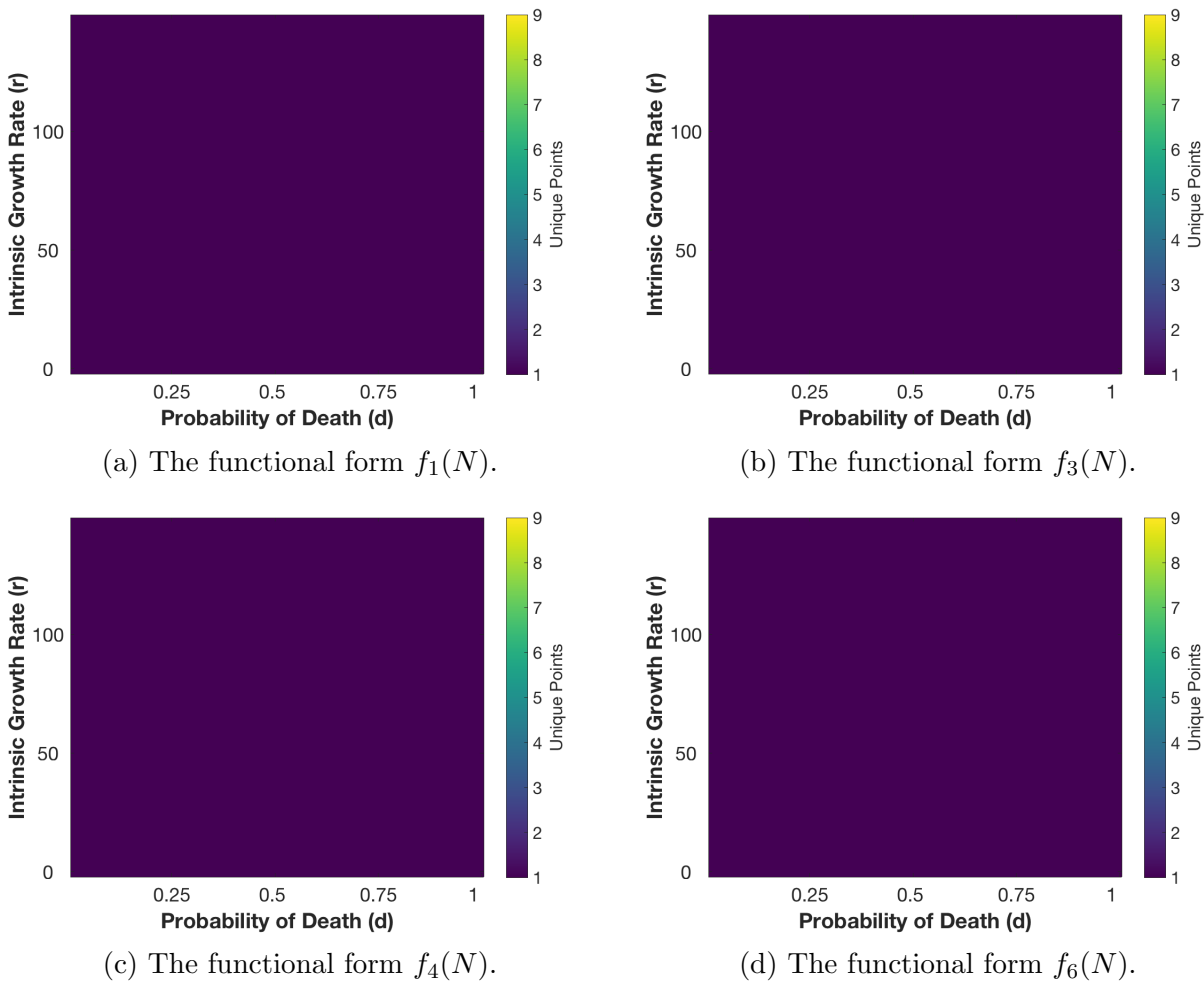 Intrinsic Growth Rate (r)
100
50
0
0.25 0.5 0.75 1
Probability of Death (d)
9
8
7
6
5
4
3
2
1
Unique Points
(a) The functional form f₁(N).
Intrinsic Growth Rate (r)
100
50
0
0.25 0.5 0.75 1
Probability of Death (d)
9
8
7
6
5
4
3
2
1
Unique Points
(b) The functional form f₃(N).
Intrinsic Growth Rate (r)
100
50
0
0.25 0.5 0.75 1
Probability of Death (d)
9
8
7
6
5
4
3
2
1
Unique Points
(c) The functional form f₄(N).
Intrinsic Growth Rate (r)
100
50
0
0.25 0.5 0.75 1
Probability of Death (d)
9
8
7
6
5
4
3
2
1
Unique Points
(d) The functional form f₆(N).